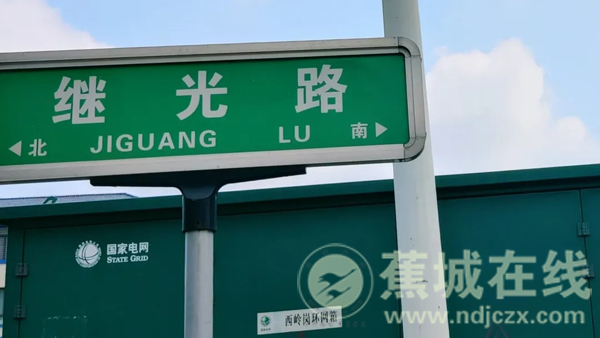 继光路
北 JIGUANG LU 南
国家电网
STATE GRID
西岭岗环网箱
蕉城在线
www.ndjczx.com